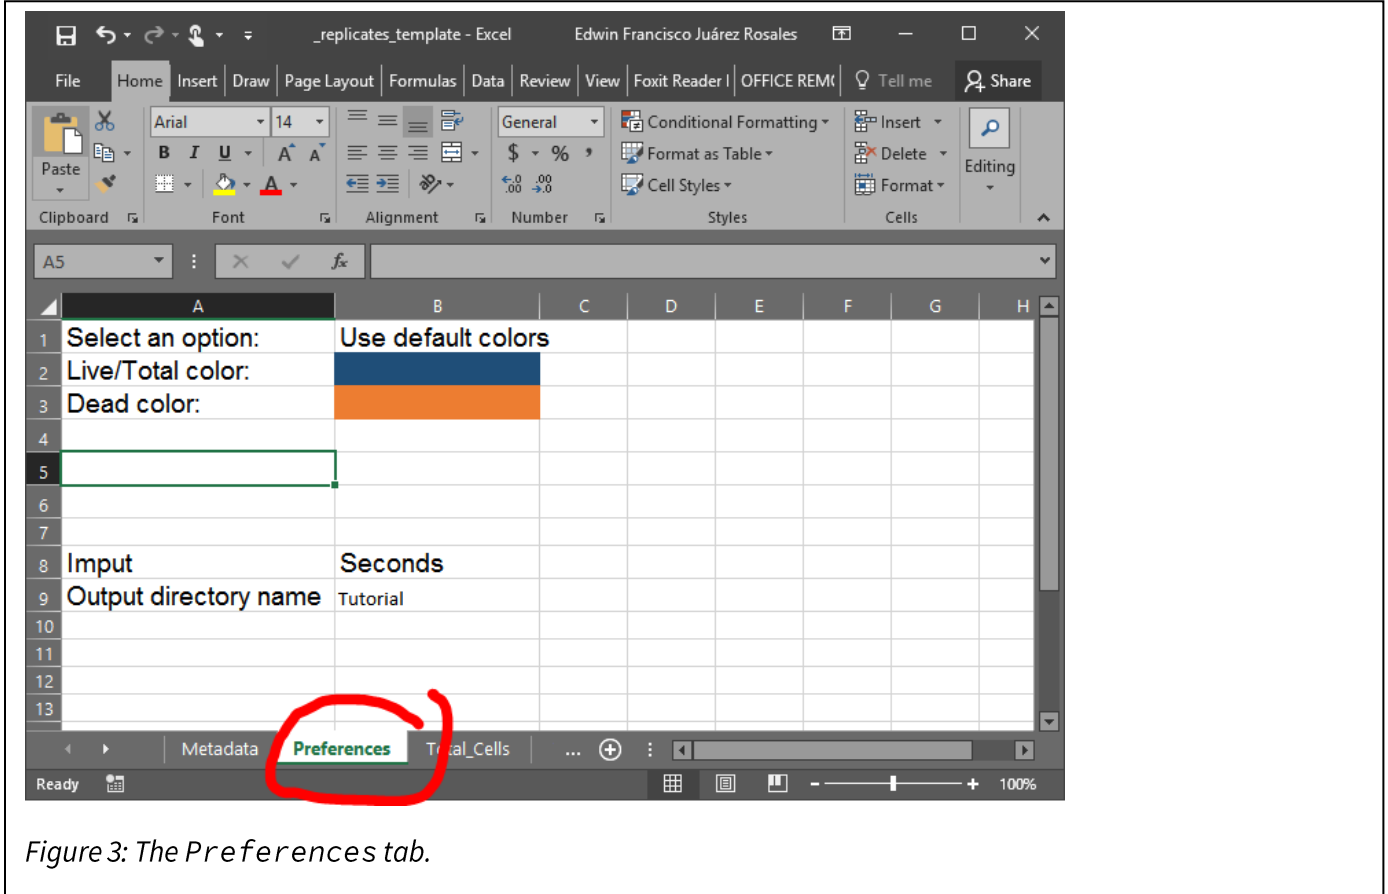 _replicates_template - Excel Edwin Francisco Juárez Rosales
File Home Insert Draw Page Layout Formulas Data Review View Foxit Reader OFFICE REM Tell me Share
Paste
Clipboard
Arial 14
B I U A A
A
Font
Alignment
General
$ % ,
Number
Conditional Formatting
Format as Table
Cell Styles
Styles
Insert
Delete
Format
Cells
Editing
A5 fx
A B C D E F G H
1 Select an option: Use default colors
2 Live/Total color:
3 Dead color:
4
5
6
7
8 Imput Seconds
9 Output directory name Tutorial
10
11
12
13
Metadata Preferences Total_Cells ...
Ready 100%
Figure 3: The Preferences tab.